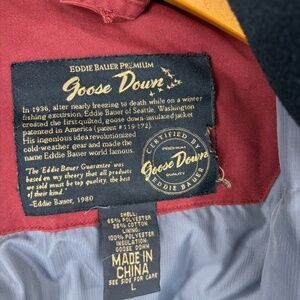 EDDIE BAUER PREMIUM
Goose Down
In 1936, after nearly freezing to death while on a winter
fishing excursion, Eddie Bauer of Seattle, Washington
created the first quilted, goose down-insulated jacket
patented in America (patent #119,172).
His ingenious idea revolutionized
cold-weather gear and made the
name Eddie Bauer world famous.
"The Eddie Bauer Guarantee was
based on my theory that all products
we sold must be top quality, the best
of their kind."
-Eddie Bauer, 1980
CERTIFIED BY
PREMIUM
Goose Down
QUALITY
EDDIE BAUER
SHELL:
65% POLYESTER
35% COTTON
LINING:
100% POLYESTER
INSULATION:
GOOSE DOWN
MADE IN
CHINA
SEE SIDE FOR CARE
L